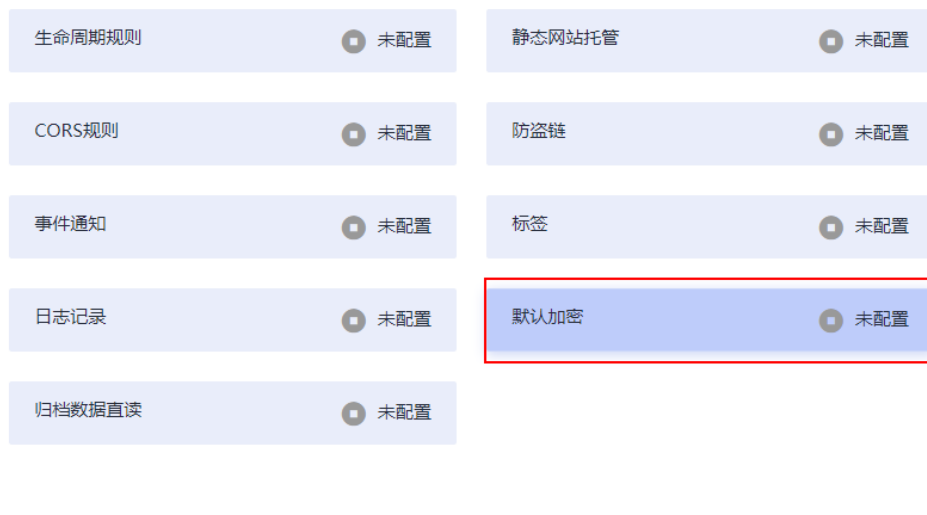 生命周期规则 未配置
静态网站托管 未配置
CORS规则 未配置
防盗链 未配置
事件通知 未配置
标签 未配置
日志记录 未配置
默认加密 未配置
归档数据直读 未配置